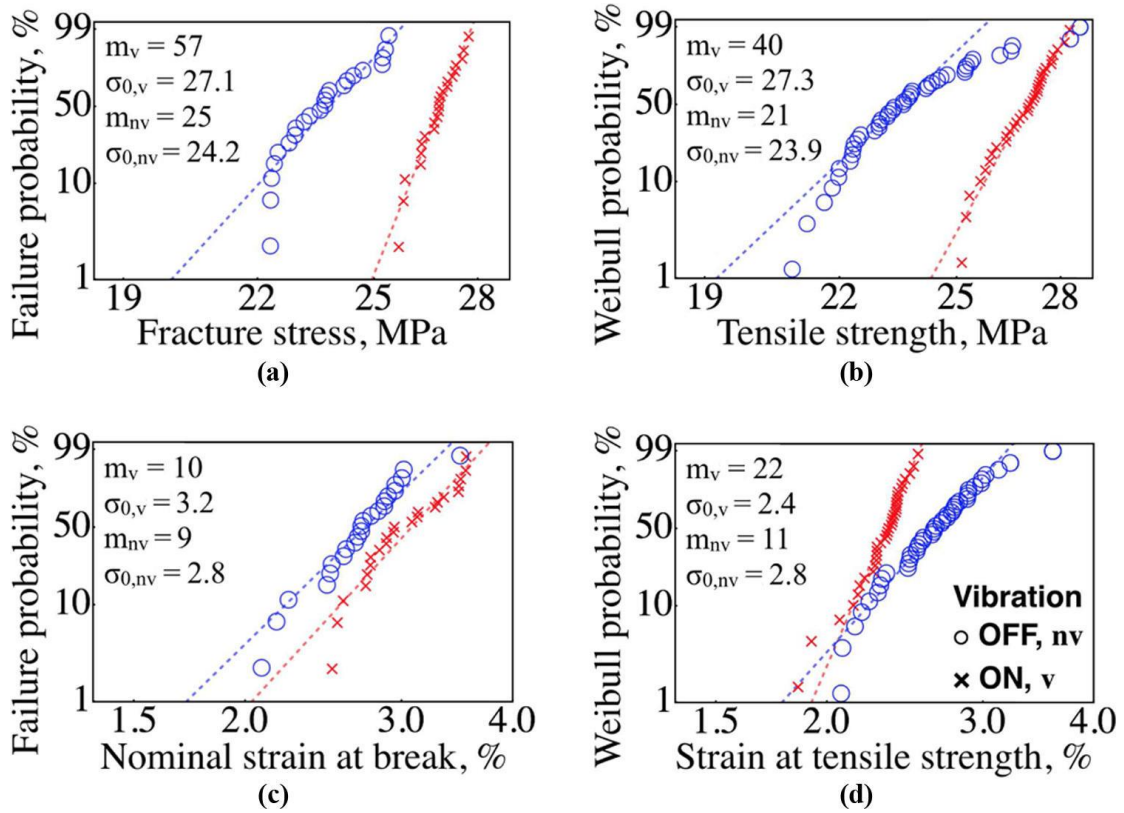 Failure probability, %
99
50
10
1
m_v = 57
σ_0,v = 27.1
m_nv = 25
σ_0,nv = 24.2
19 22 25 28
Fracture stress, MPa
(a)
Weibull probability, %
99
50
10
1
m_v = 40
σ_0,v = 27.3
m_nv = 21
σ_0,nv = 23.9
19 22 25 28
Tensile strength, MPa
(b)
Failure probability, %
99
50
10
1
m_v = 10
σ_0,v = 3.2
m_nv = 9
σ_0,nv = 2.8
1.5 2.0 3.0 4.0
Nominal strain at break, %
(c)
Weibull probability, %
99
50
10
1
m_v = 22
σ_0,v = 2.4
m_nv = 11
σ_0,nv = 2.8
Vibration
OFF, nv
ON, v
1.5 2.0 3.0 4.0
Strain at tensile strength, %
(d)